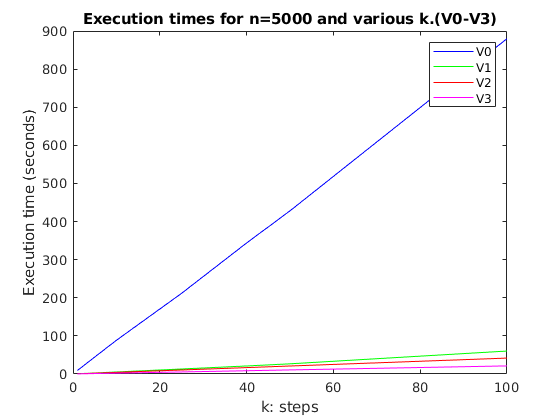 Execution times for n=5000 and various k.(V0-V3)
900
800
700
600
500
400
300
200
100
0
Execution time (seconds)
V0
V1
V2
V3
0
20
40
60
80
100
k: steps